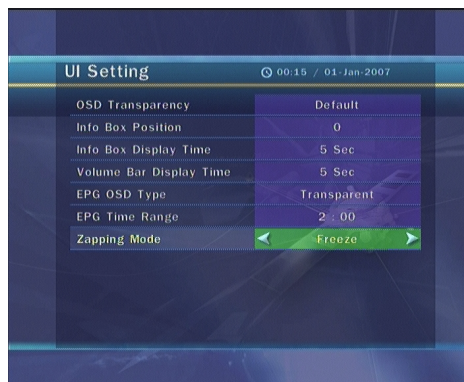 UI Setting 00:15 / 01-Jan-2007
OSD Transparency Default
Info Box Position 0
Info Box Display Time 5 Sec
Volume Bar Display Time 5 Sec
EPG OSD Type Transparent
EPG Time Range 2 : 00
Zapping Mode Freeze